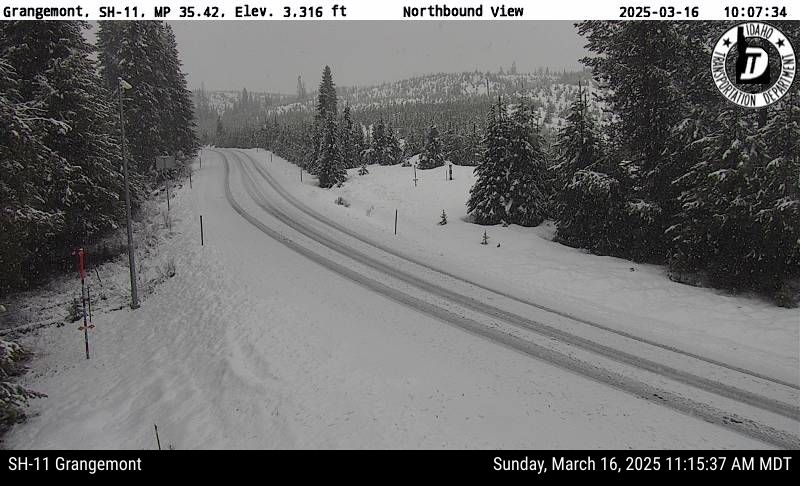 Grangemont, SH-11, MP 35.42, Elev. 3,316 ft Northbound View 2025-03-16 10:07:34
IDAHO
TRANSPORTATION DEPARTMENT
SH-11 Grangemont Sunday, March 16, 2025 11:15:37 AM MDT